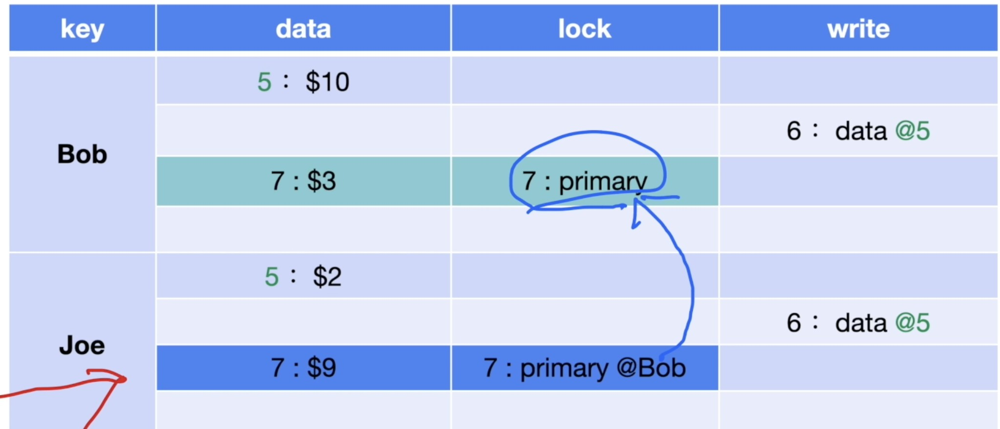 key data lock write
5 : $10
6 : data @5
Bob
7 : $3 7 : primary
5 : $2
6 : data @5
Joe
7 : $9 7 : primary @Bob